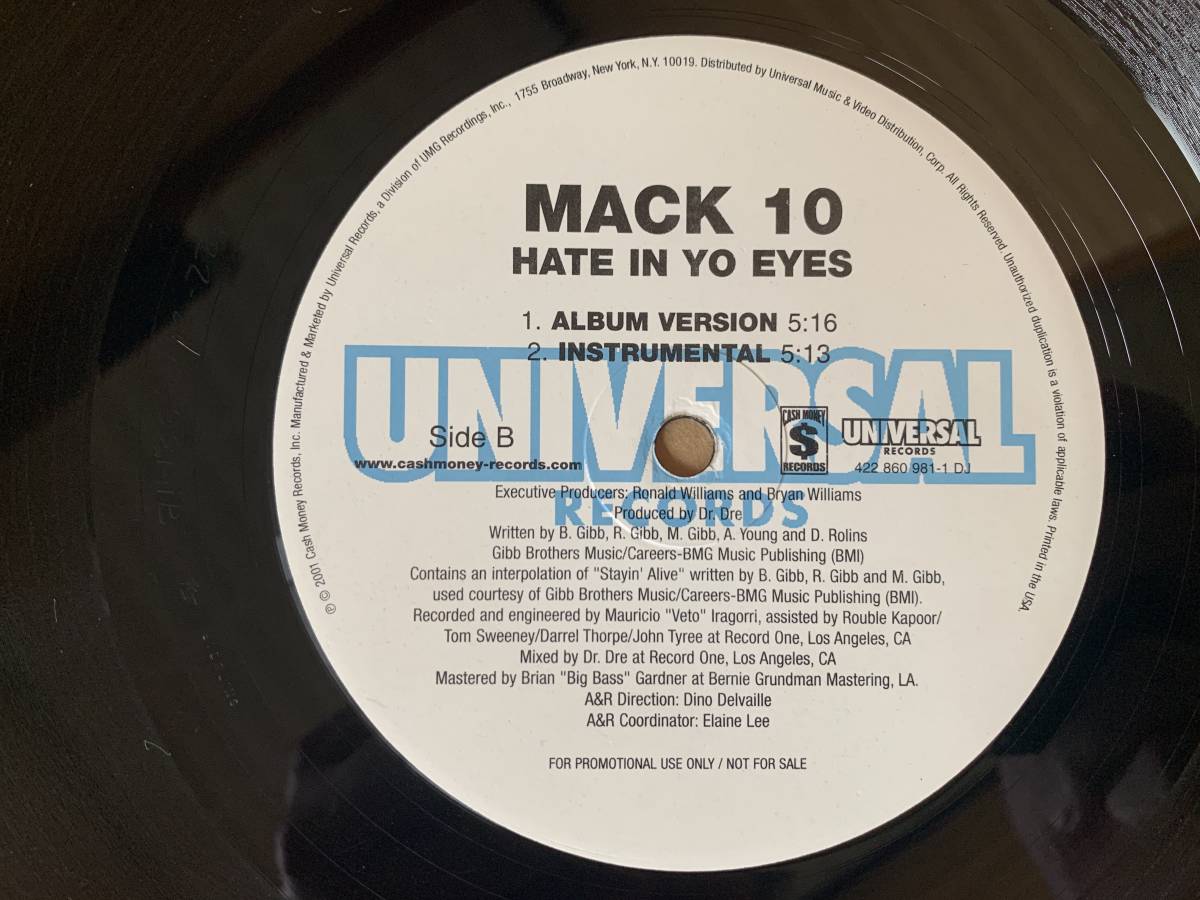 ℗ © 2001 Cash Money Records, Inc. Manufactured & Marketed by Universal Records, a Division of UMG Recordings, Inc., 1755 Broadway, New York, N.Y. 10019. Distributed by Universal Music & Video Distribution, Corp. All Rights Reserved. Unauthorized duplication is a violation of applicable laws. Printed in the USA.
MACK 10
HATE IN YO EYES
1. ALBUM VERSION 5:16
2. INSTRUMENTAL 5:13
UNIVERSAL
RECORDS
Side B
www.cashmoney-records.com
CASH MONEY
$
RECORDS
UNIVERSAL
RECORDS
422 860 981-1 DJ
Executive Producers: Ronald Williams and Bryan Williams
Produced by Dr. Dre
Written by B. Gibb, R. Gibb, M. Gibb, A. Young and D. Rolins
Gibb Brothers Music/Careers-BMG Music Publishing (BMI)
Contains an interpolation of "Stayin' Alive" written by B. Gibb, R. Gibb and M. Gibb,
used courtesy of Gibb Brothers Music/Careers-BMG Music Publishing (BMI).
Recorded and engineered by Mauricio "Veto" Iragorri, assisted by Rouble Kapoor/
Tom Sweeney/Darrel Thorpe/John Tyree at Record One, Los Angeles, CA
Mixed by Dr. Dre at Record One, Los Angeles, CA
Mastered by Brian "Big Bass" Gardner at Bernie Grundman Mastering, LA.
A&R Direction: Dino Delvaille
A&R Coordinator: Elaine Lee
FOR PROMOTIONAL USE ONLY / NOT FOR SALE